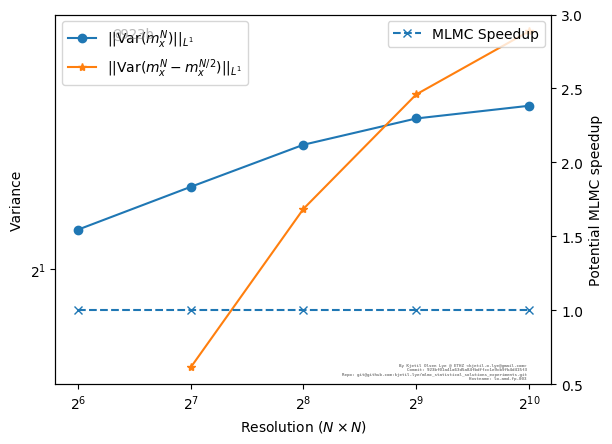 ||Var(m_x^N)||_{L^1}
||Var(m_x^N − m_x^{N/2})||_{L^1}
MLMC Speedup
3.0
2.5
2.0
1.5
1.0
0.5
Potential MLMC speedup
Variance
2^1
2^6
2^7
2^8
2^9
2^10
Resolution (N × N)